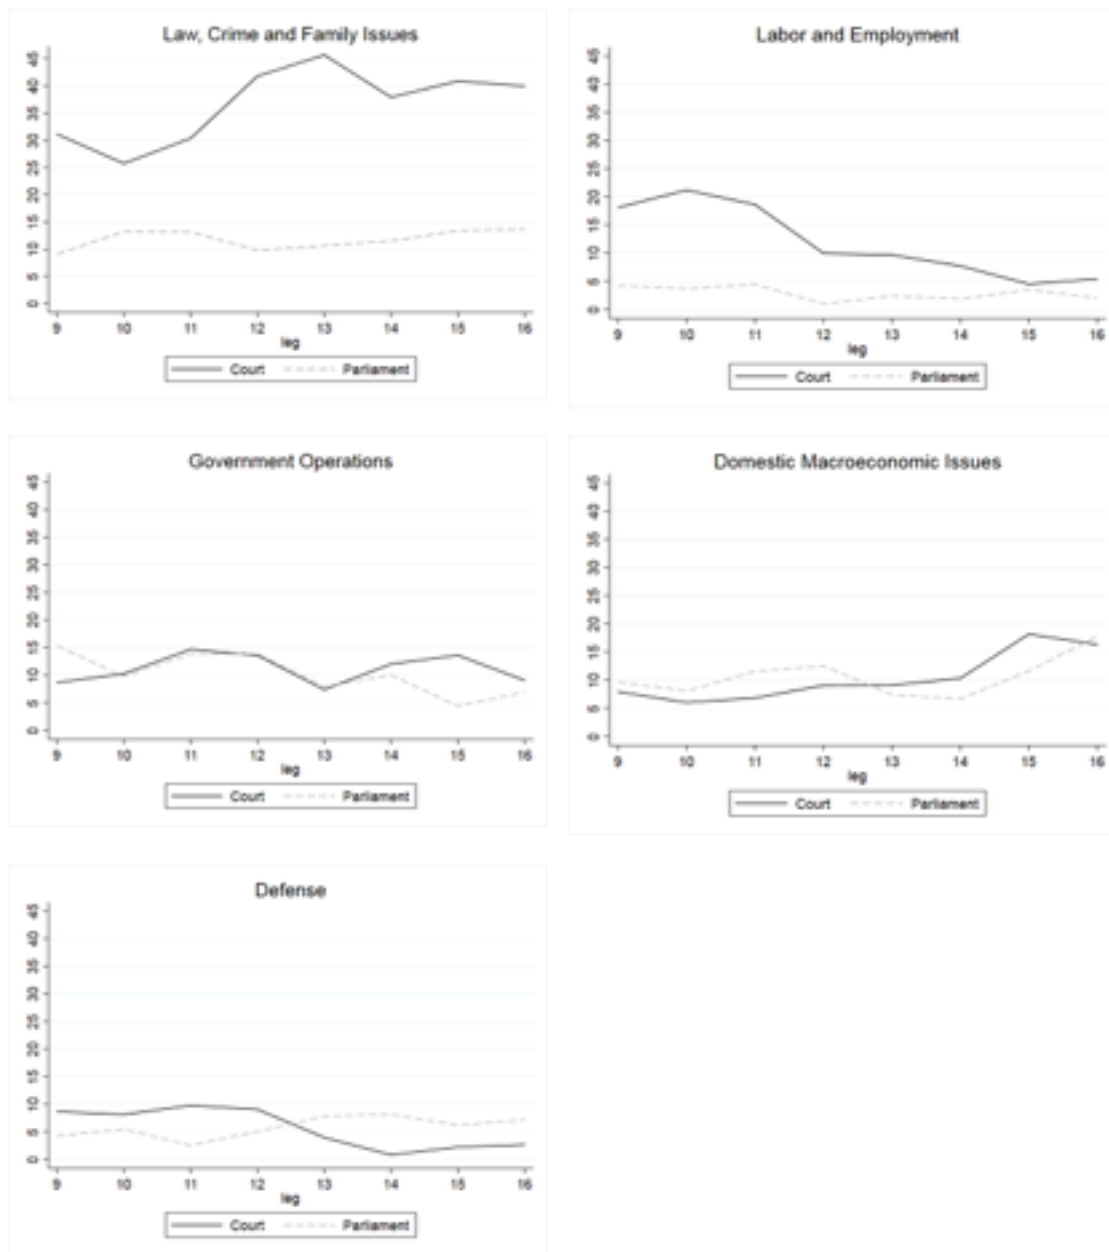 Law, Crime and Family Issues
45
40
35
30
25
20
15
10
5
0
9 10 11 12 13 14 15 16
leg
Court Parliament
Labor and Employment
45
40
35
30
25
20
15
10
5
0
9 10 11 12 13 14 15 16
leg
Court Parliament
Government Operations
45
40
35
30
25
20
15
10
5
0
9 10 11 12 13 14 15 16
leg
Court Parliament
Domestic Macroeconomic Issues
45
40
35
30
25
20
15
10
5
0
9 10 11 12 13 14 15 16
leg
Court Parliament
Defense
45
40
35
30
25
20
15
10
5
0
9 10 11 12 13 14 15 16
leg
Court Parliament